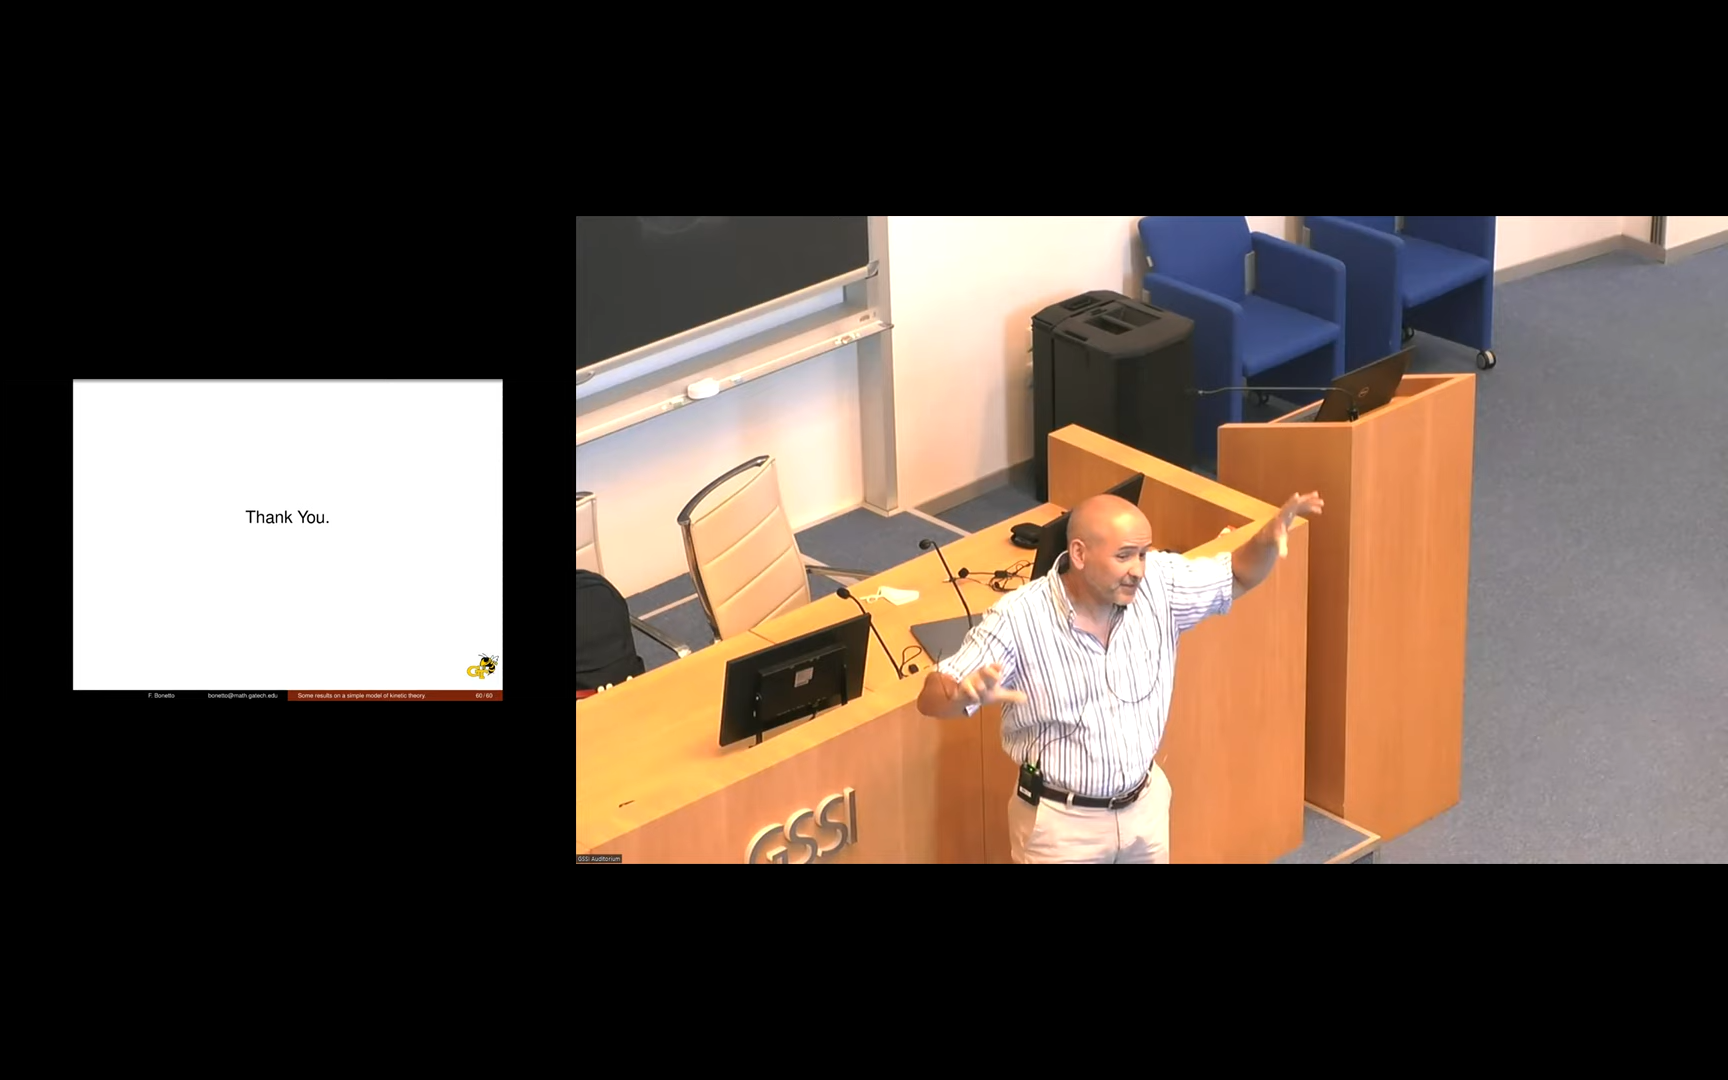 Thank You.
GT
F. Bonetto
bonetto@math.gatech.edu
Some results on a simple model of kinetic theory.
60 / 60
GSSI
GSSI Auditorium